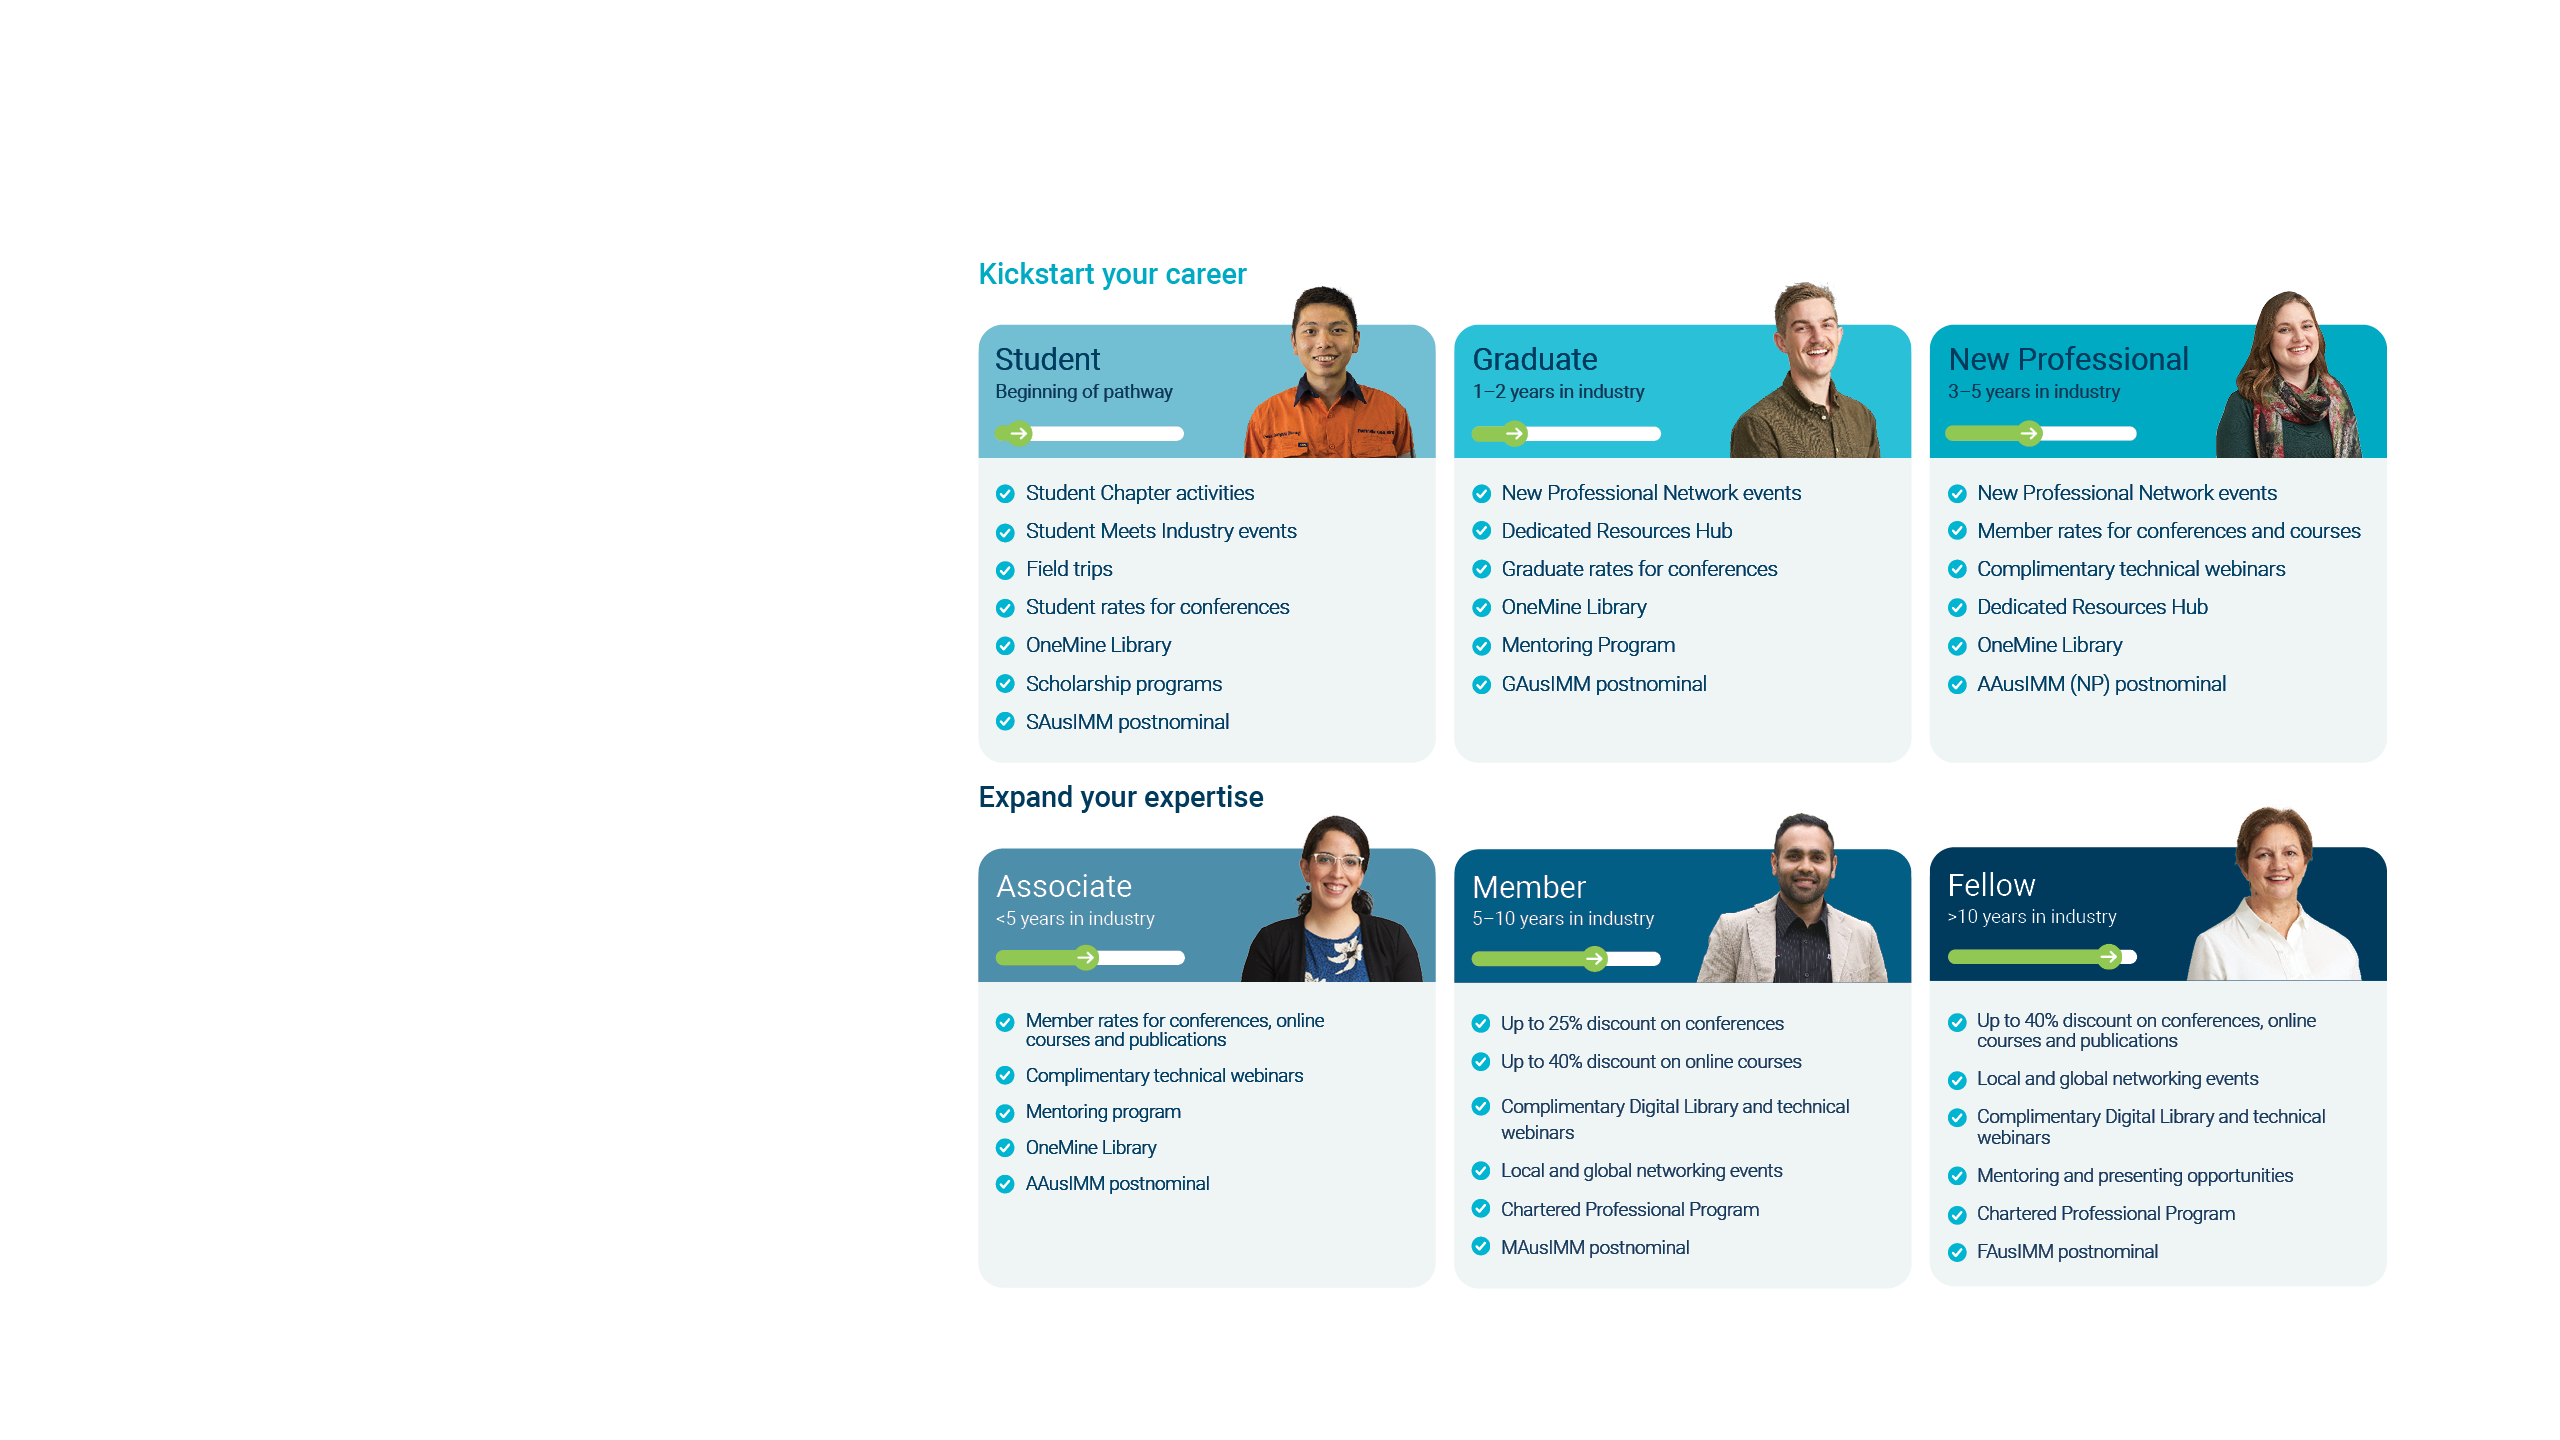 Kickstart your career
Student
Beginning of pathway
Student Chapter activities
Student Meets Industry events
Field trips
Student rates for conferences
OneMine Library
Scholarship programs
SAusIMM postnominal
Graduate
1–2 years in industry
New Professional Network events
Dedicated Resources Hub
Graduate rates for conferences
OneMine Library
Mentoring Program
GAusIMM postnominal
New Professional
3–5 years in industry
New Professional Network events
Member rates for conferences and courses
Complimentary technical webinars
Dedicated Resources Hub
OneMine Library
AAusIMM (NP) postnominal
Expand your expertise
Associate
<5 years in industry
Member rates for conferences, online
courses and publications
Complimentary technical webinars
Mentoring program
OneMine Library
AAusIMM postnominal
Member
5–10 years in industry
Up to 25% discount on conferences
Up to 40% discount on online courses
Complimentary Digital Library and technical
webinars
Local and global networking events
Chartered Professional Program
MAusIMM postnominal
Fellow
>10 years in industry
Up to 40% discount on conferences, online
courses and publications
Local and global networking events
Complimentary Digital Library and technical
webinars
Mentoring and presenting opportunities
Chartered Professional Program
FAusIMM postnominal